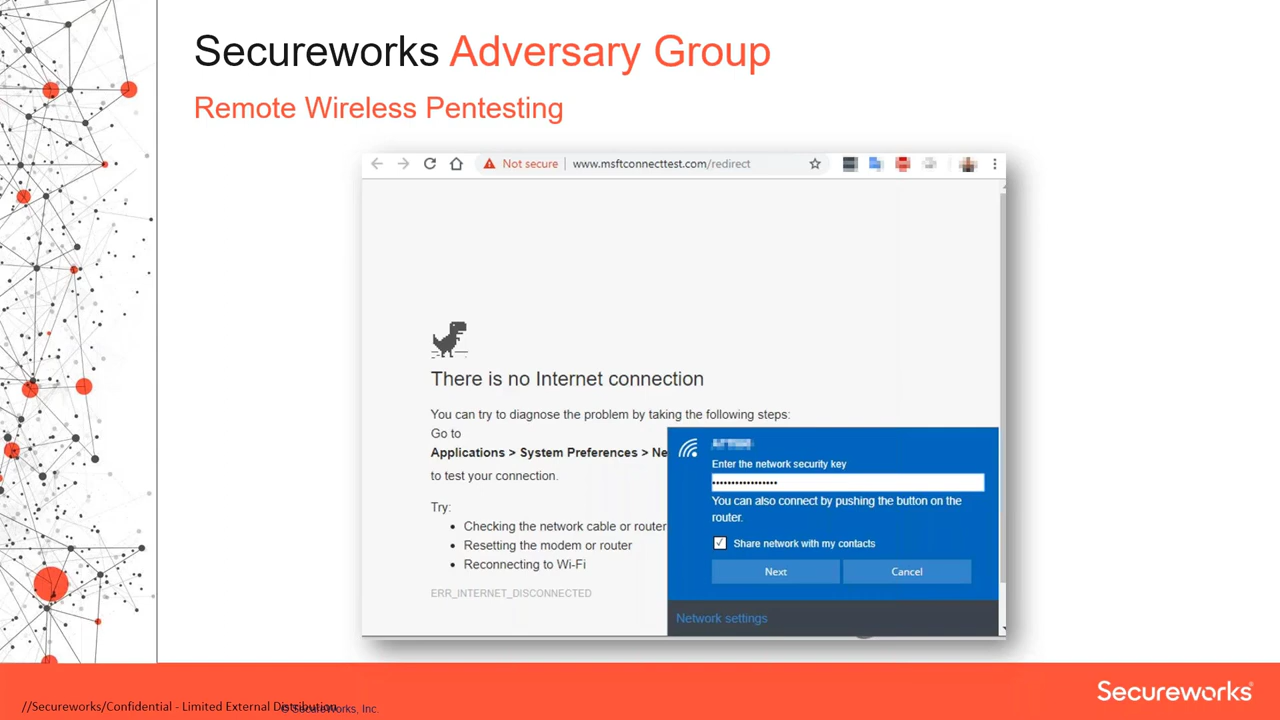 Secureworks Adversary Group
Remote Wireless Pentesting
Not secure | www.msftconnecttest.com/redirect
There is no Internet connection
You can try to diagnose the problem by taking the following steps:
Go to
Applications > System Preferences > Ne
to test your connection.
Try:
• Checking the network cable or router
• Resetting the modem or router
• Reconnecting to Wi-Fi
ERR_INTERNET_DISCONNECTED
Enter the network security key
•••••••••••••••••
You can also connect by pushing the button on the
router.
Share network with my contacts
Next
Cancel
Network settings
Secureworks®
//Secureworks/Confidential - Limited External Distribution
© SecureWorks, Inc.